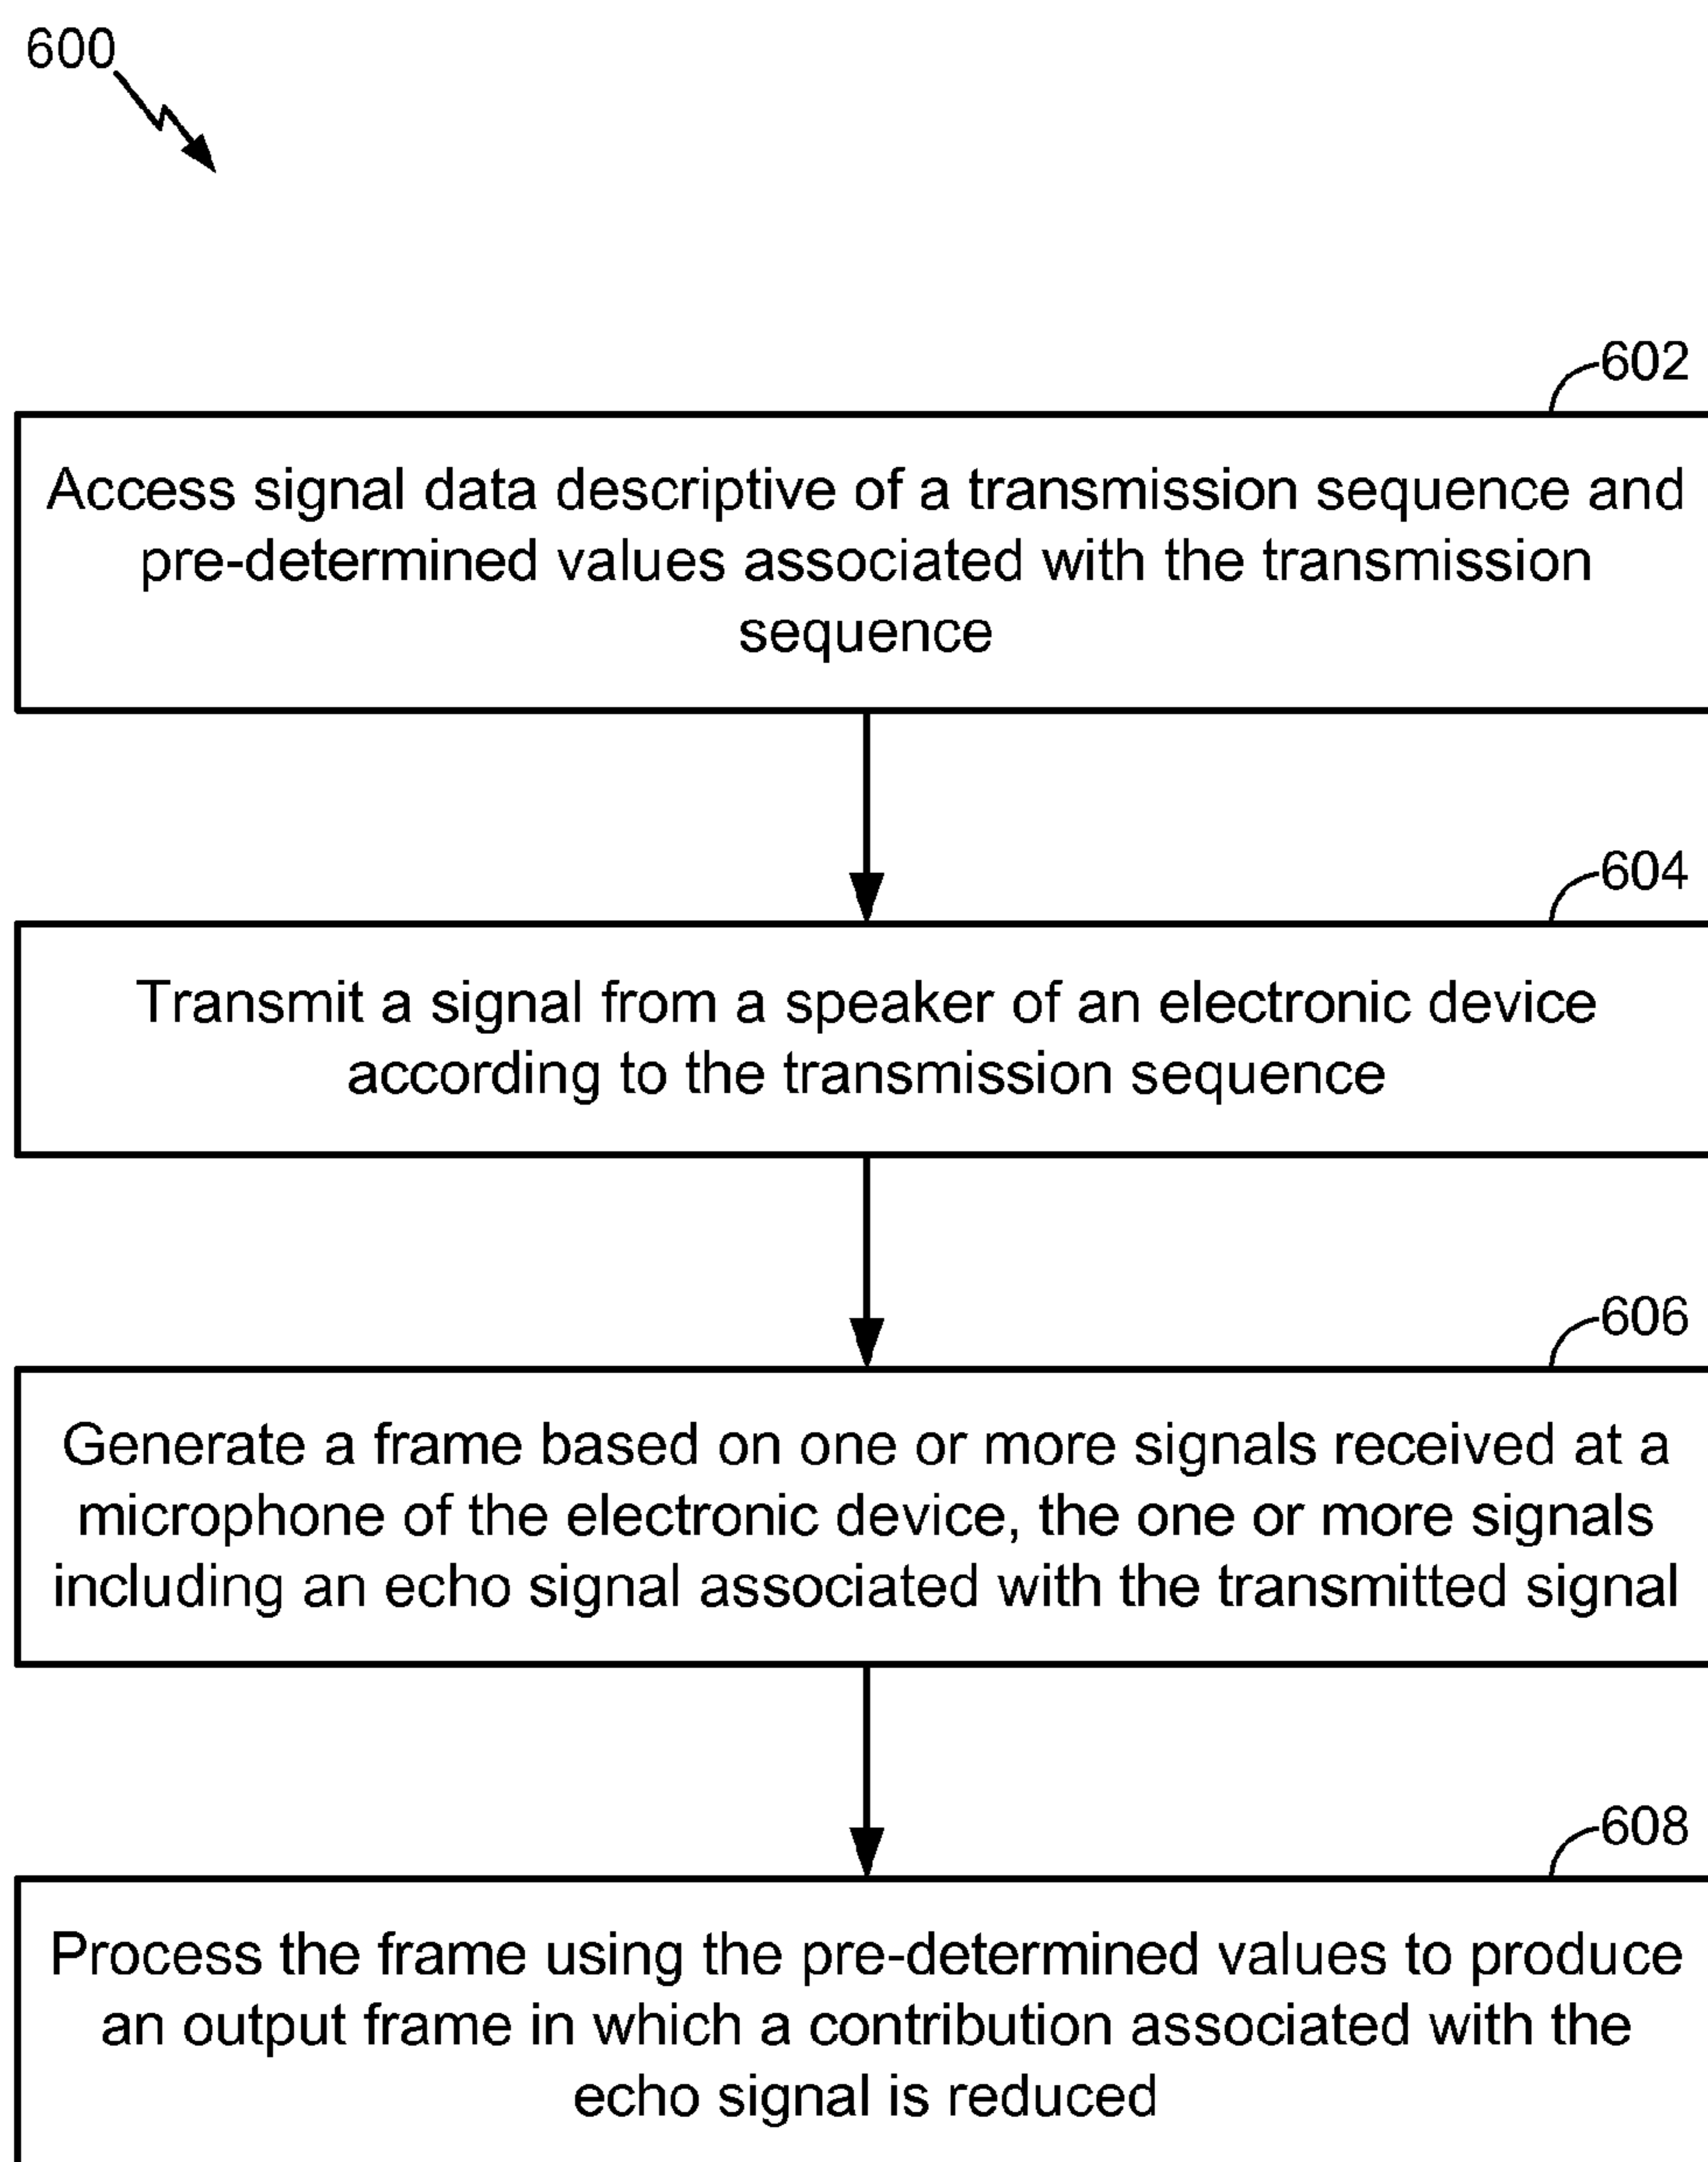 600
602
Access signal data descriptive of a transmission sequence and
pre-determined values associated with the transmission
sequence
604
Transmit a signal from a speaker of an electronic device
according to the transmission sequence
606
Generate a frame based on one or more signals received at a
microphone of the electronic device, the one or more signals
including an echo signal associated with the transmitted signal
608
Process the frame using the pre-determined values to produce
an output frame in which a contribution associated with the
echo signal is reduced